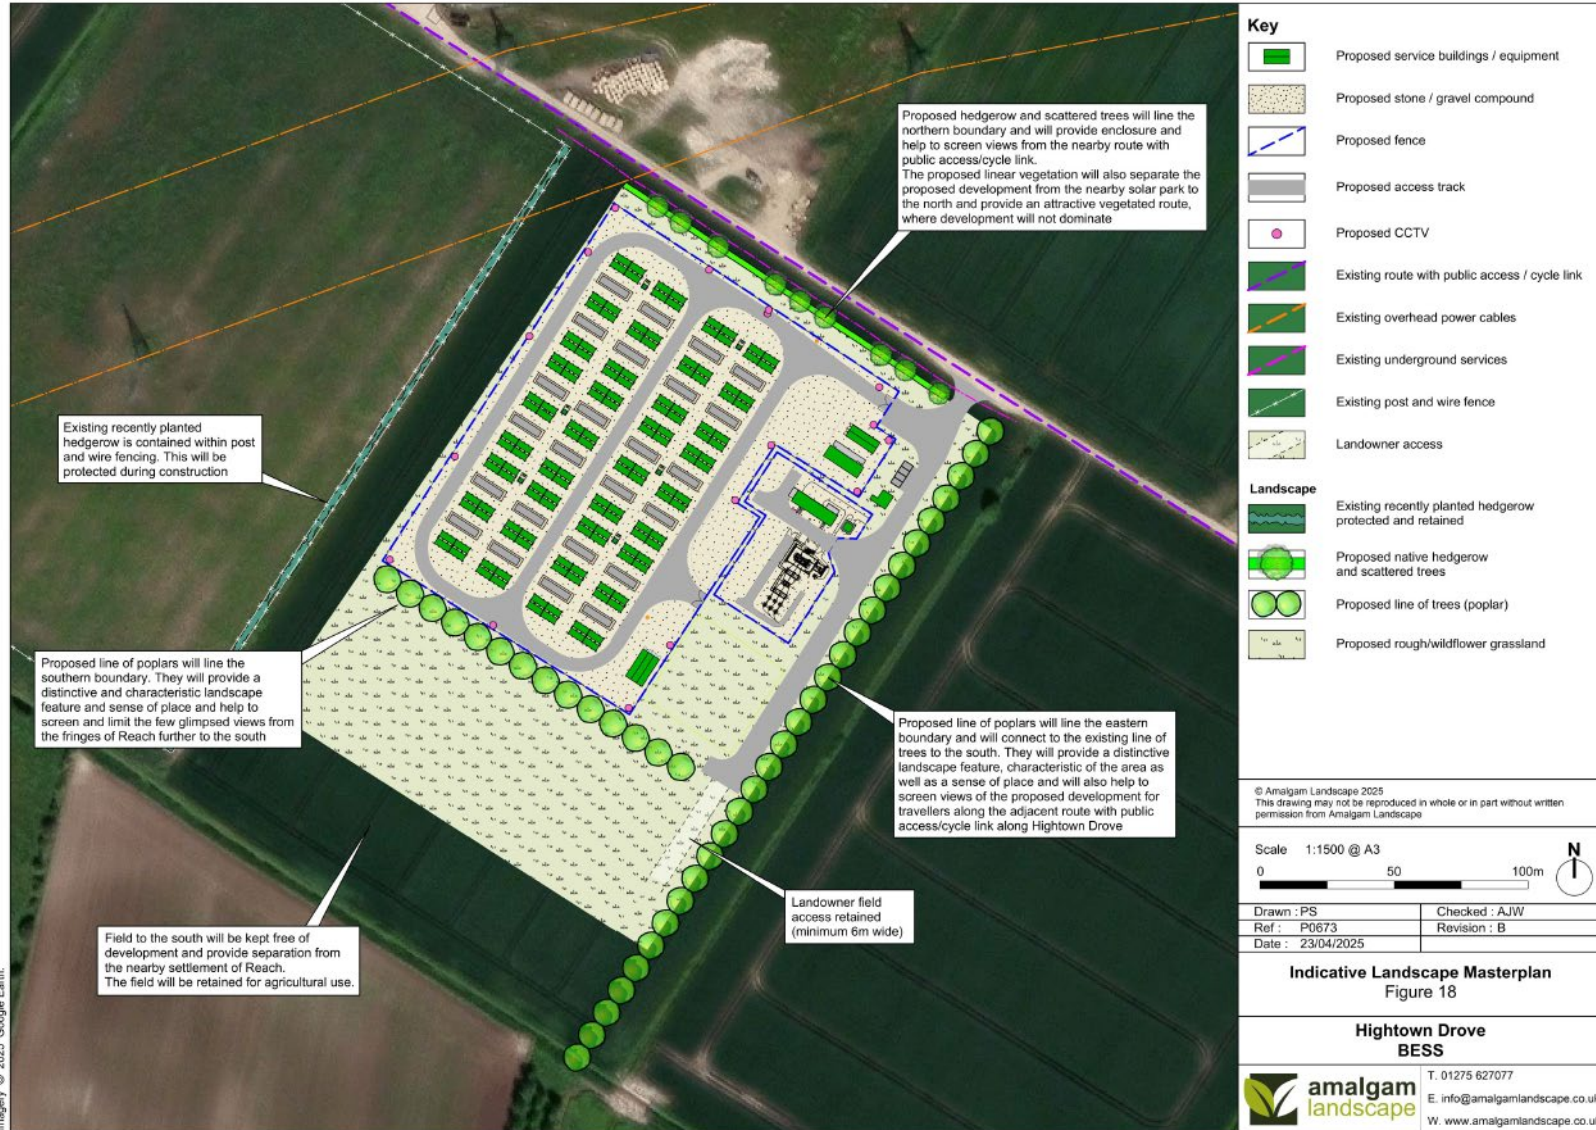 Proposed hedgerow and scattered trees will line the
northern boundary and will provide enclosure and
help to screen views from the nearby route with
public access/cycle link.
The proposed linear vegetation will also separate the
proposed development from the nearby solar park to
the north and provide an attractive vegetated route,
where development will not dominate
Existing recently planted
hedgerow is contained within post
and wire fencing. This will be
protected during construction
Proposed line of poplars will line the
southern boundary. They will provide a
distinctive and characteristic landscape
feature and sense of place and help to
screen and limit the few glimpsed views from
the fringes of Reach further to the south
Proposed line of poplars will line the eastern
boundary and will connect to the existing line of
trees to the south. They will provide a distinctive
landscape feature, characteristic of the area as
well as a sense of place and will also help to
screen views of the proposed development for
travellers along the adjacent route with public
access/cycle link along Hightown Drove
Landowner field
access retained
(minimum 6m wide)
Field to the south will be kept free of
development and provide separation from
the nearby settlement of Reach.
The field will be retained for agricultural use.
Imagery © 2025 Google Earth.
Key
Proposed service buildings / equipment
Proposed stone / gravel compound
Proposed fence
Proposed access track
Proposed CCTV
Existing route with public access / cycle link
Existing overhead power cables
Existing underground services
Existing post and wire fence
Landowner access
Landscape
Existing recently planted hedgerow
protected and retained
Proposed native hedgerow
and scattered trees
Proposed line of trees (poplar)
Proposed rough/wildflower grassland
© Amalgam Landscape 2025
This drawing may not be reproduced in whole or in part without written
permission from Amalgam Landscape
Scale 1:1500 @ A3
N
0 50 100m
Drawn : PS Checked : AJW
Ref : P0673 Revision : B
Date : 23/04/2025
Indicative Landscape Masterplan
Figure 18
Hightown Drove
BESS
amalgam
landscape
T. 01275 627077
E. info@amalgamlandscape.co.uk
W. www.amalgamlandscape.co.uk